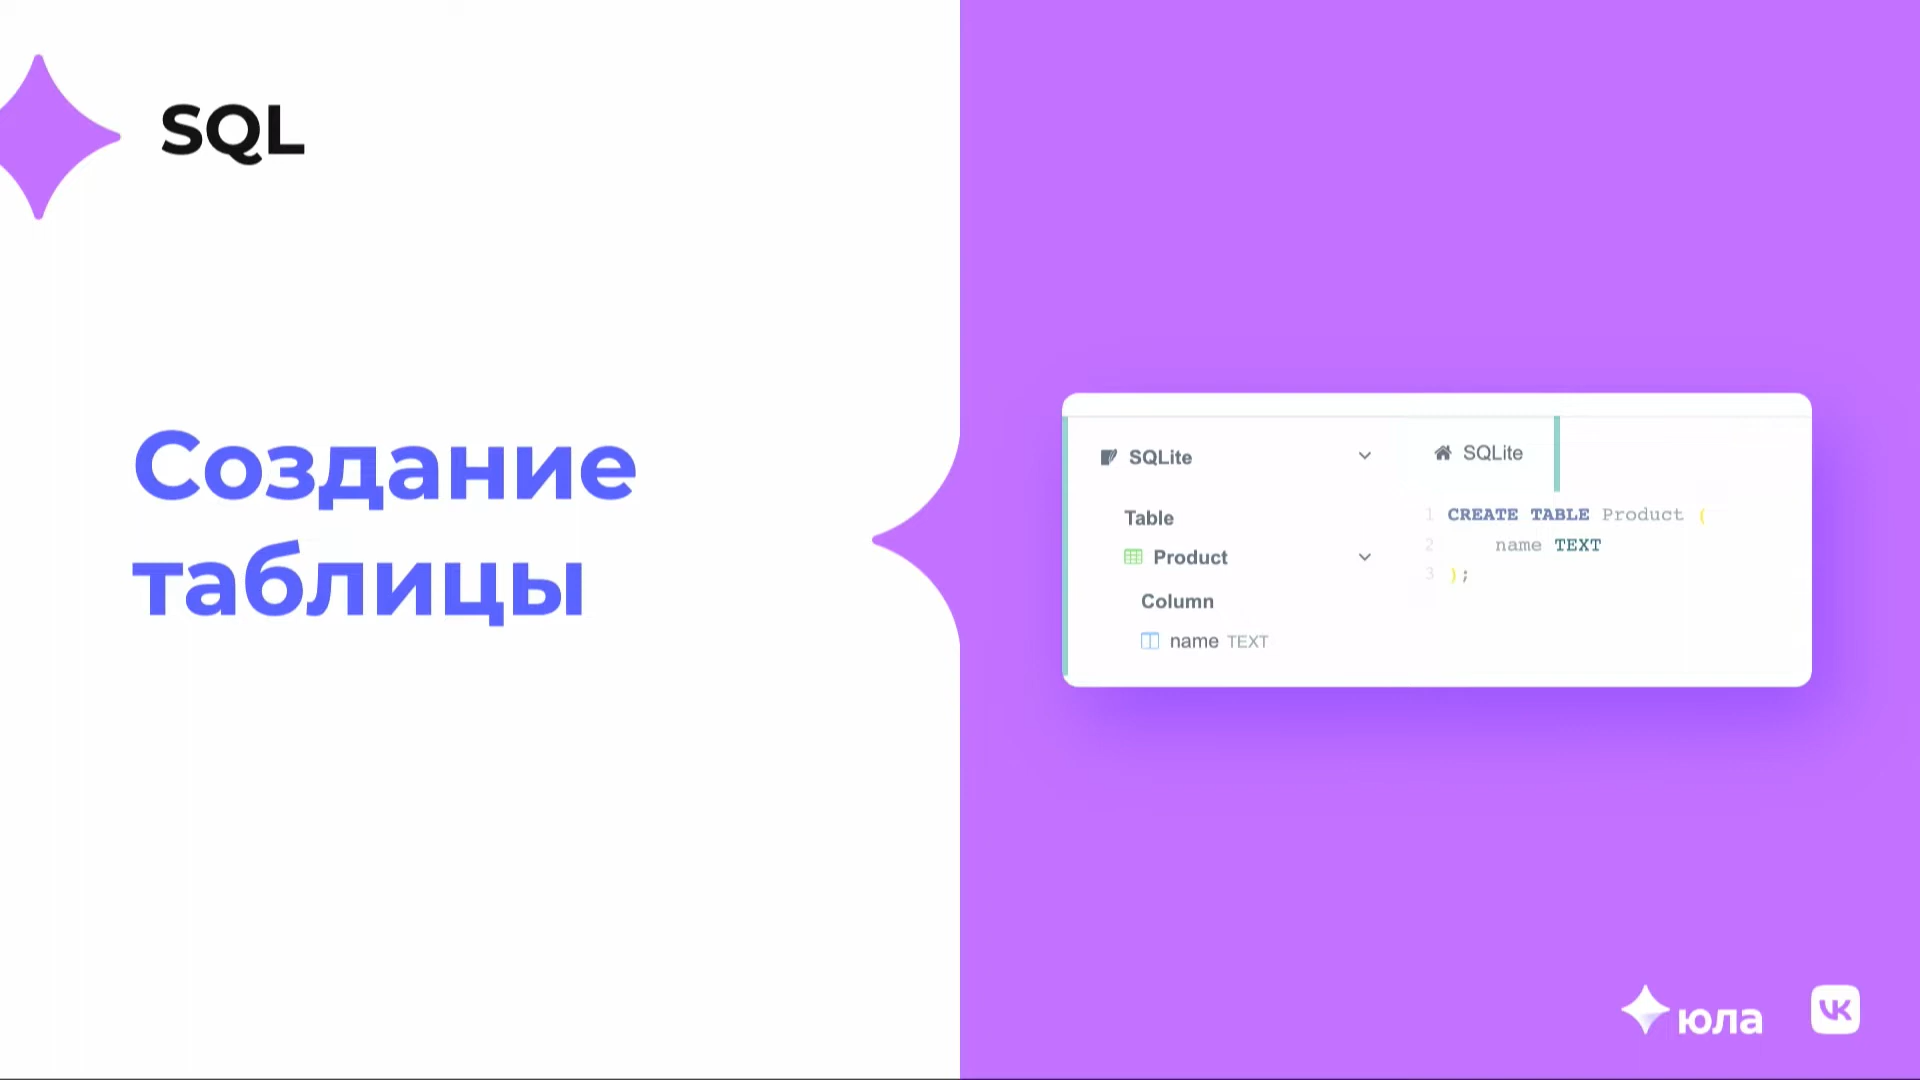 SQL
Создание
таблицы
SQLite
Table
Product
Column
name TEXT
SQLite
1 CREATE TABLE Product (
2 name TEXT
3 );
юла
VK